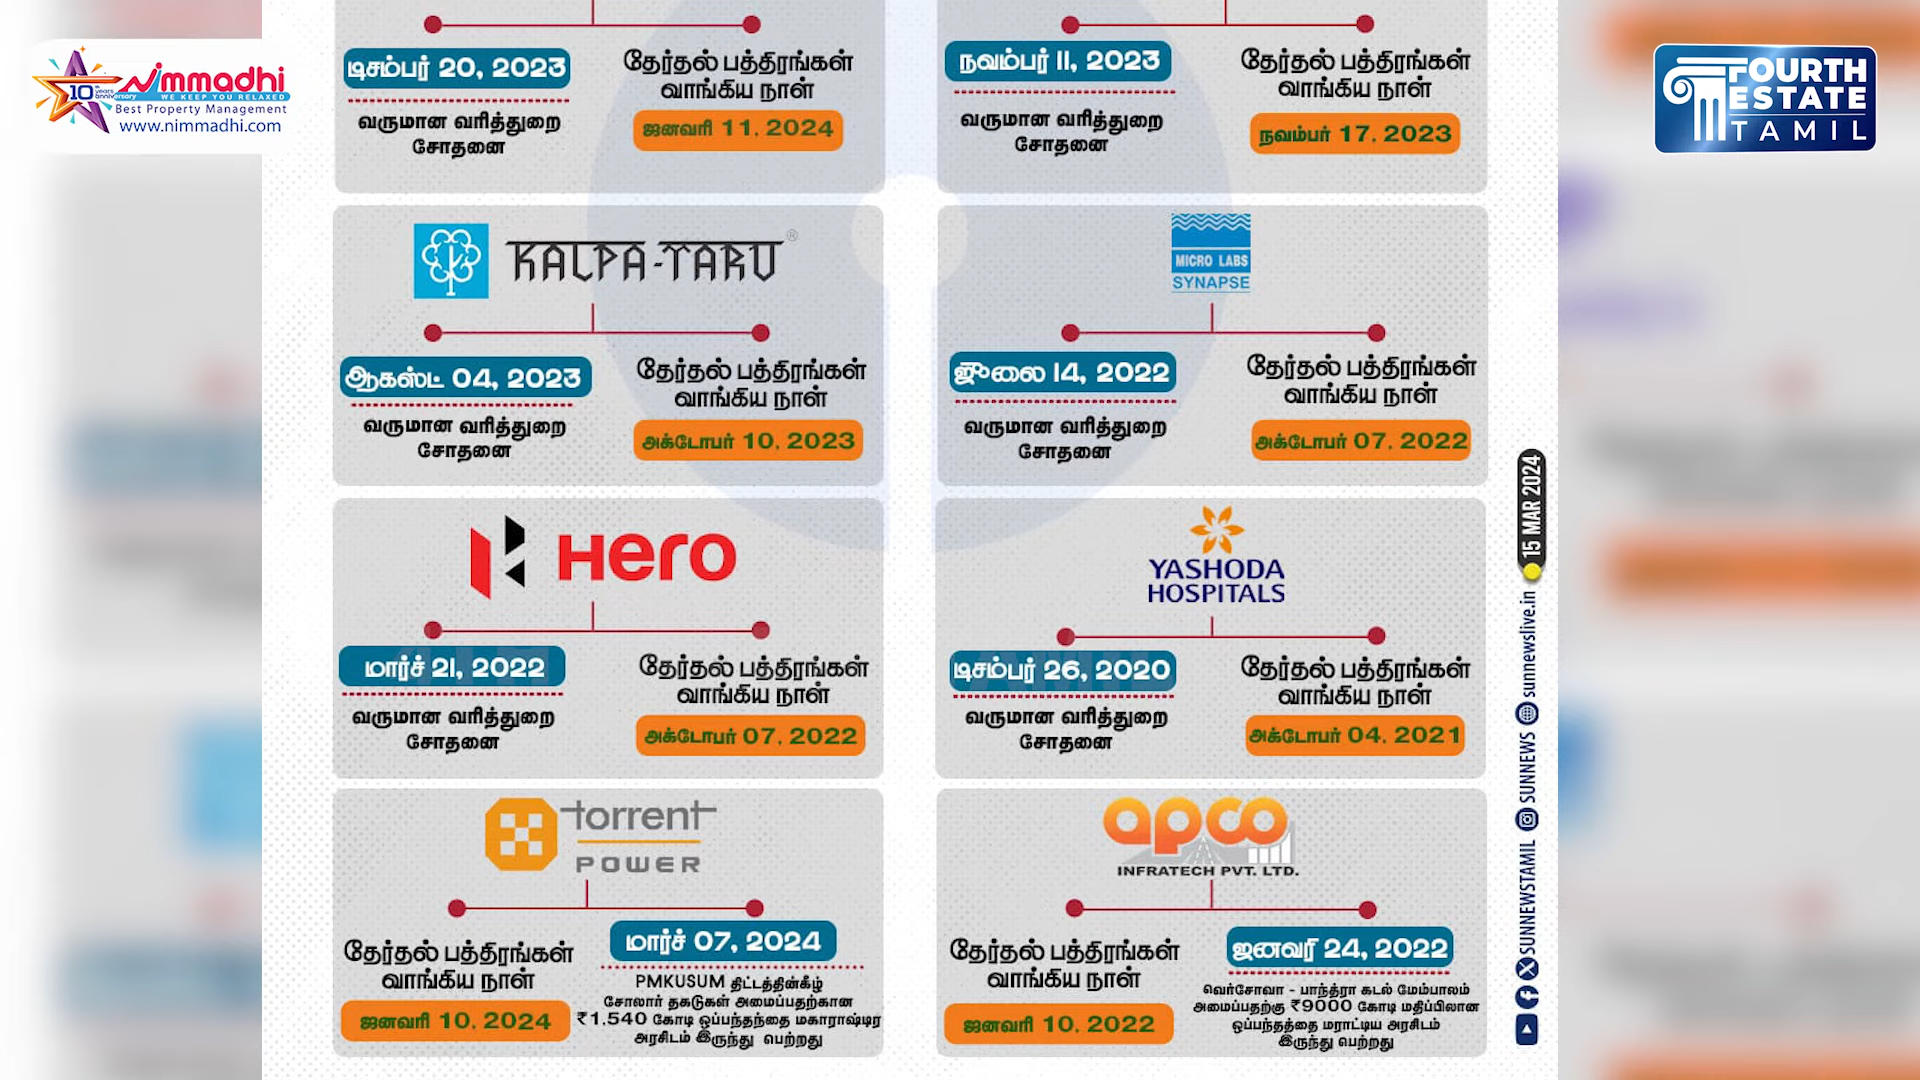 10 years anniversary
Nimmadhi
WE KEEP YOU RELAXED
Best Property Management
www.nimmadhi.com
FOURTH
ESTATE
TAMIL
டிசம்பர் 20, 2023
வருமான வரித்துறை
சோதனை
தேர்தல் பத்திரங்கள்
வாங்கிய நாள்
ஜனவரி 11, 2024
நவம்பர் 11, 2023
வருமான வரித்துறை
சோதனை
தேர்தல் பத்திரங்கள்
வாங்கிய நாள்
நவம்பர் 17, 2023
KALPA-TARU®
ஆகஸ்ட் 04, 2023
வருமான வரித்துறை
சோதனை
தேர்தல் பத்திரங்கள்
வாங்கிய நாள்
அக்டோபர் 10, 2023
MICRO LABS
SYNAPSE
ஜூலை 14, 2022
வருமான வரித்துறை
சோதனை
தேர்தல் பத்திரங்கள்
வாங்கிய நாள்
அக்டோபர் 07, 2022
Hero
மார்ச் 21, 2022
வருமான வரித்துறை
சோதனை
தேர்தல் பத்திரங்கள்
வாங்கிய நாள்
அக்டோபர் 07, 2022
YASHODA
HOSPITALS
டிசம்பர் 26, 2020
வருமான வரித்துறை
சோதனை
தேர்தல் பத்திரங்கள்
வாங்கிய நாள்
அக்டோபர் 04, 2021
torrent
POWER
தேர்தல் பத்திரங்கள்
வாங்கிய நாள்
ஜனவரி 10, 2024
மார்ச் 07, 2024
PMKUSUM திட்டத்தின்கீழ்
சோலார் தகடுகள் அமைப்பதற்கான
₹1,540 கோடி ஒப்பந்தந்தை மகாராஷ்டிர
அரசிடம் இருந்து பெற்றது
apco
INFRATECH PVT. LTD.
தேர்தல் பத்திரங்கள்
வாங்கிய நாள்
ஜனவரி 10, 2022
ஜனவரி 24, 2022
வெர்சோவா - பாந்த்ரா கடல் மேம்பாலம்
அமைப்பதற்கு ₹9000 கோடி மதிப்பிலான
ஒப்பந்தத்தை மராட்டிய அரசிடம்
இருந்து பெற்றது
SUNNEWSTAMIL SUNNEWS sunnewslive.in 15 MAR 2024